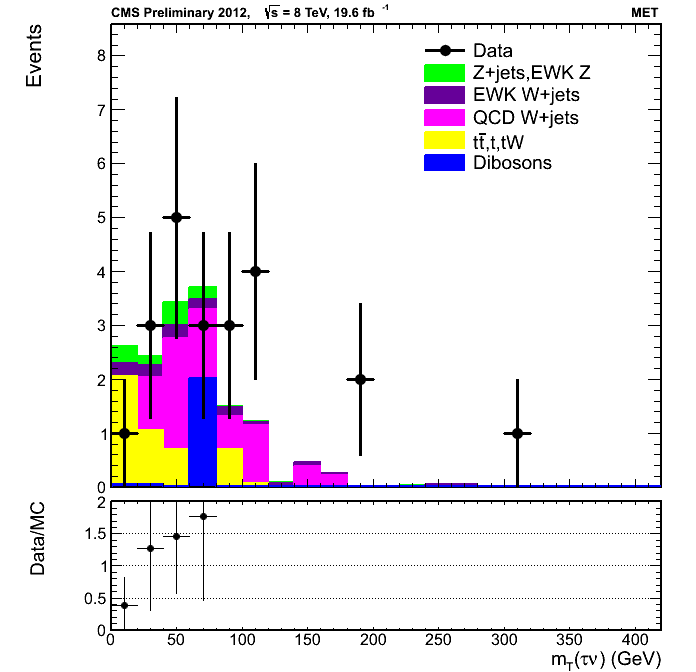 CMS Preliminary 2012, √s = 8 TeV, 19.6 fb⁻¹ MET
Events
Data
Z+jets,EWK Z
EWK W+jets
QCD W+jets
tt̅,t,tW
Dibosons
8
7
6
5
4
3
2
1
0
Data/MC
2
1.5
1
0.5
0
0 50 100 150 200 250 300 350 400
m_T(τν) (GeV)